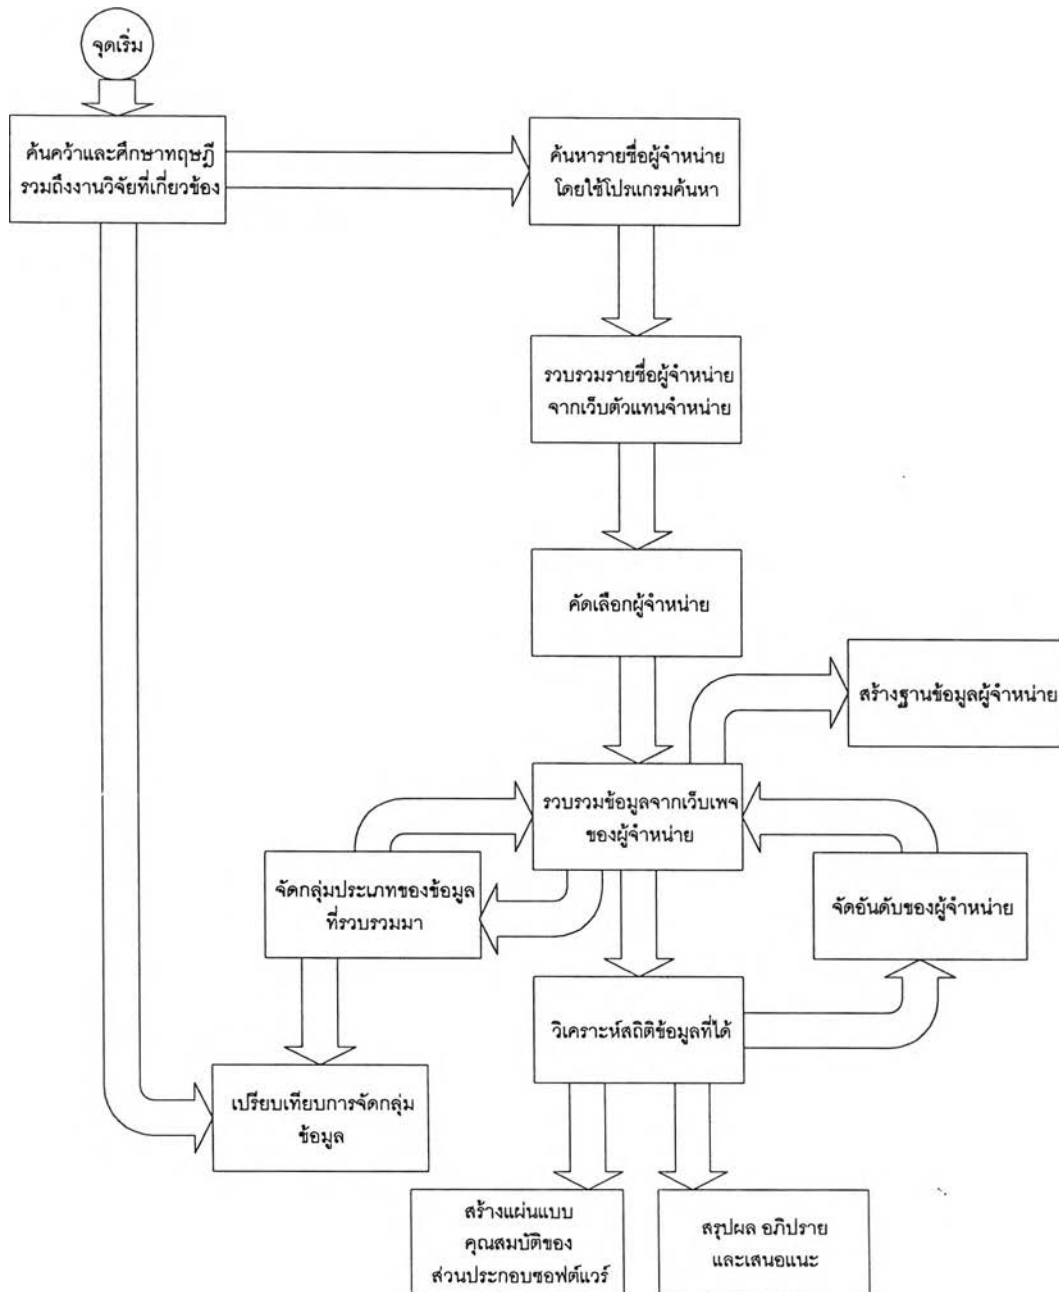 จุดเริ่ม
ค้นคว้าและศึกษาทฤษฎี
รวมถึงงานวิจัยที่เกี่ยวข้อง
ค้นหารายชื่อผู้จำหน่าย
โดยใช้โปรแกรมค้นหา
รวบรวมรายชื่อผู้จำหน่าย
จากเว็บตัวแทนจำหน่าย
คัดเลือกผู้จำหน่าย
สร้างฐานข้อมูลผู้จำหน่าย
รวบรวมข้อมูลจากเว็บเพจ
ของผู้จำหน่าย
จัดกลุ่มประเภทของข้อมูล
ที่รวบรวมมา
จัดอันดับของผู้จำหน่าย
วิเคราะห์สถิติข้อมูลที่ได้
เปรียบเทียบการจัดกลุ่ม
ข้อมูล
สร้างแผ่นแบบ
คุณสมบัติของ
ส่วนประกอบซอฟต์แวร์
สรุปผล อภิปราย
และเสนอแนะ